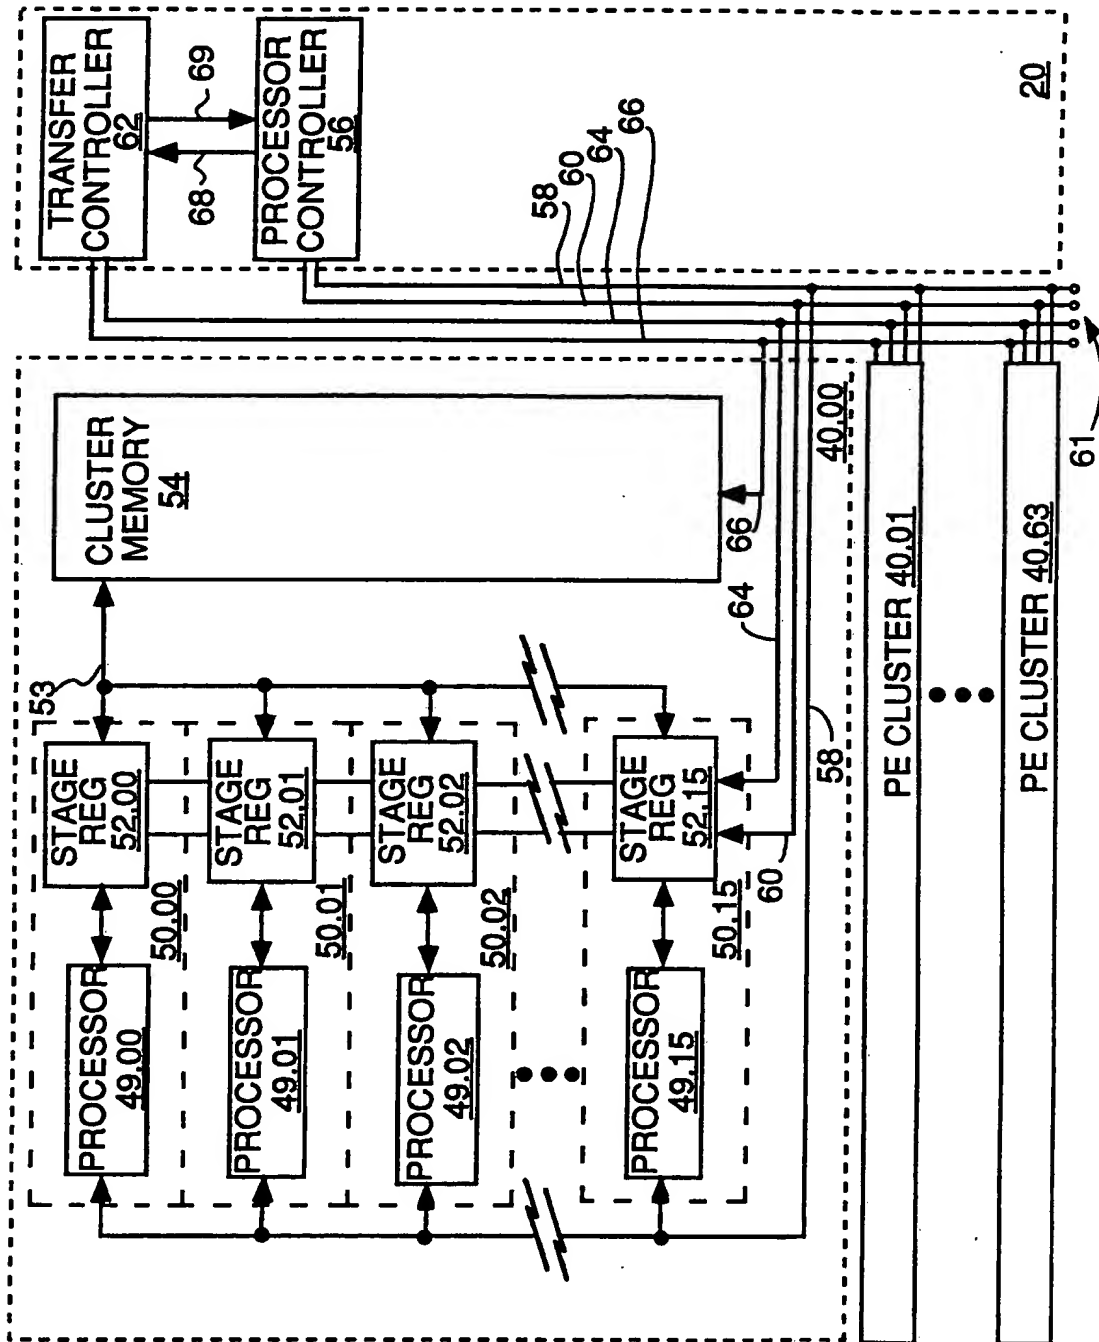 TRANSFER
CONTROLLER
62
69
68
PROCESSOR
CONTROLLER
56
20
58
60
64
66
61
CLUSTER
MEMORY
54
66
64
40.00
53
STAGE
REG
52.00
STAGE
REG
52.01
STAGE
REG
52.02
STAGE
REG
52.15
60
58
50.00
50.01
50.02
50.15
PROCESSOR
49.00
PROCESSOR
49.01
PROCESSOR
49.02
PROCESSOR
49.15
PE CLUSTER 40.01
PE CLUSTER 40.63